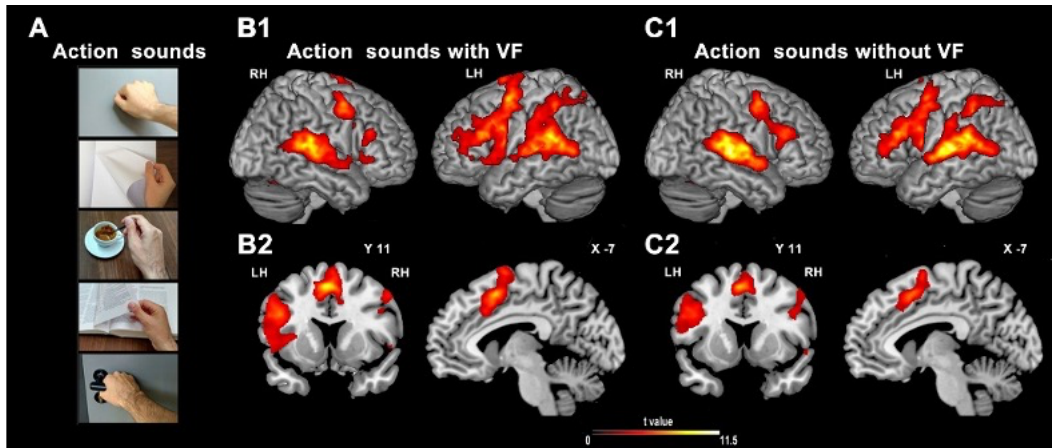 A
Action sounds
B1
Action sounds with VF
RH
LH
C1
Action sounds without VF
RH
LH
B2
Y 11
X -7
LH
RH
C2
Y 11
X -7
LH
RH
t value
0
11.5